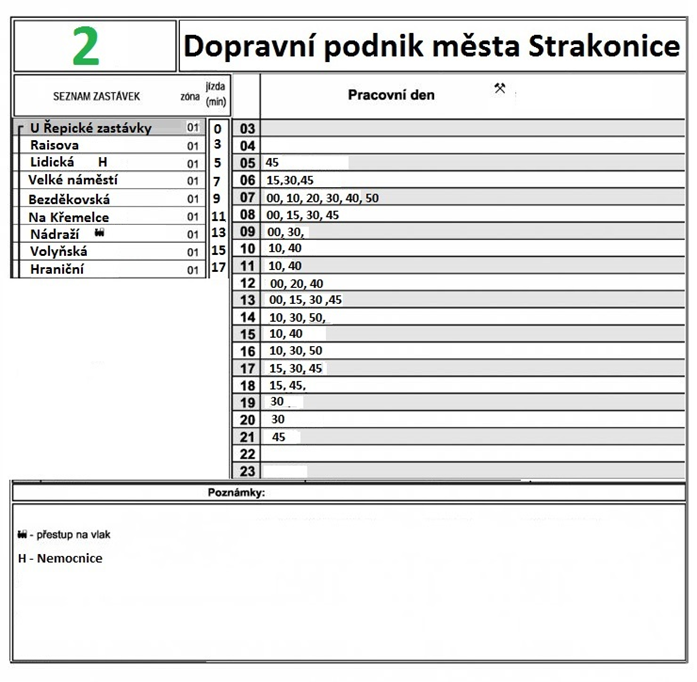 2 Dopravní podnik města Strakonice
SEZNAM ZASTÁVEK zóna jízda (min) Pracovní den ⚒
U Řepické zastávky 01 0 03
Raisova 01 3 04
Lidická H 01 5 05 45
Velké náměstí 01 7 06 15,30,45
Bezděkovská 01 9 07 00, 10, 20, 30, 40, 50
Na Křemelce 01 11 08 00, 15, 30, 45
Nádraží 01 13 09 00, 30,
Volyňská 01 15 10 10, 40
Hraniční 01 17 11 10, 40
12 00, 20, 40
13 00, 15, 30 ,45
14 10, 30, 50,
15 10, 40
16 10, 30, 50
17 15, 30, 45
18 15, 45,
19 30
20 30
21 45
22
23
Poznámky:
- přestup na vlak
H - Nemocnice